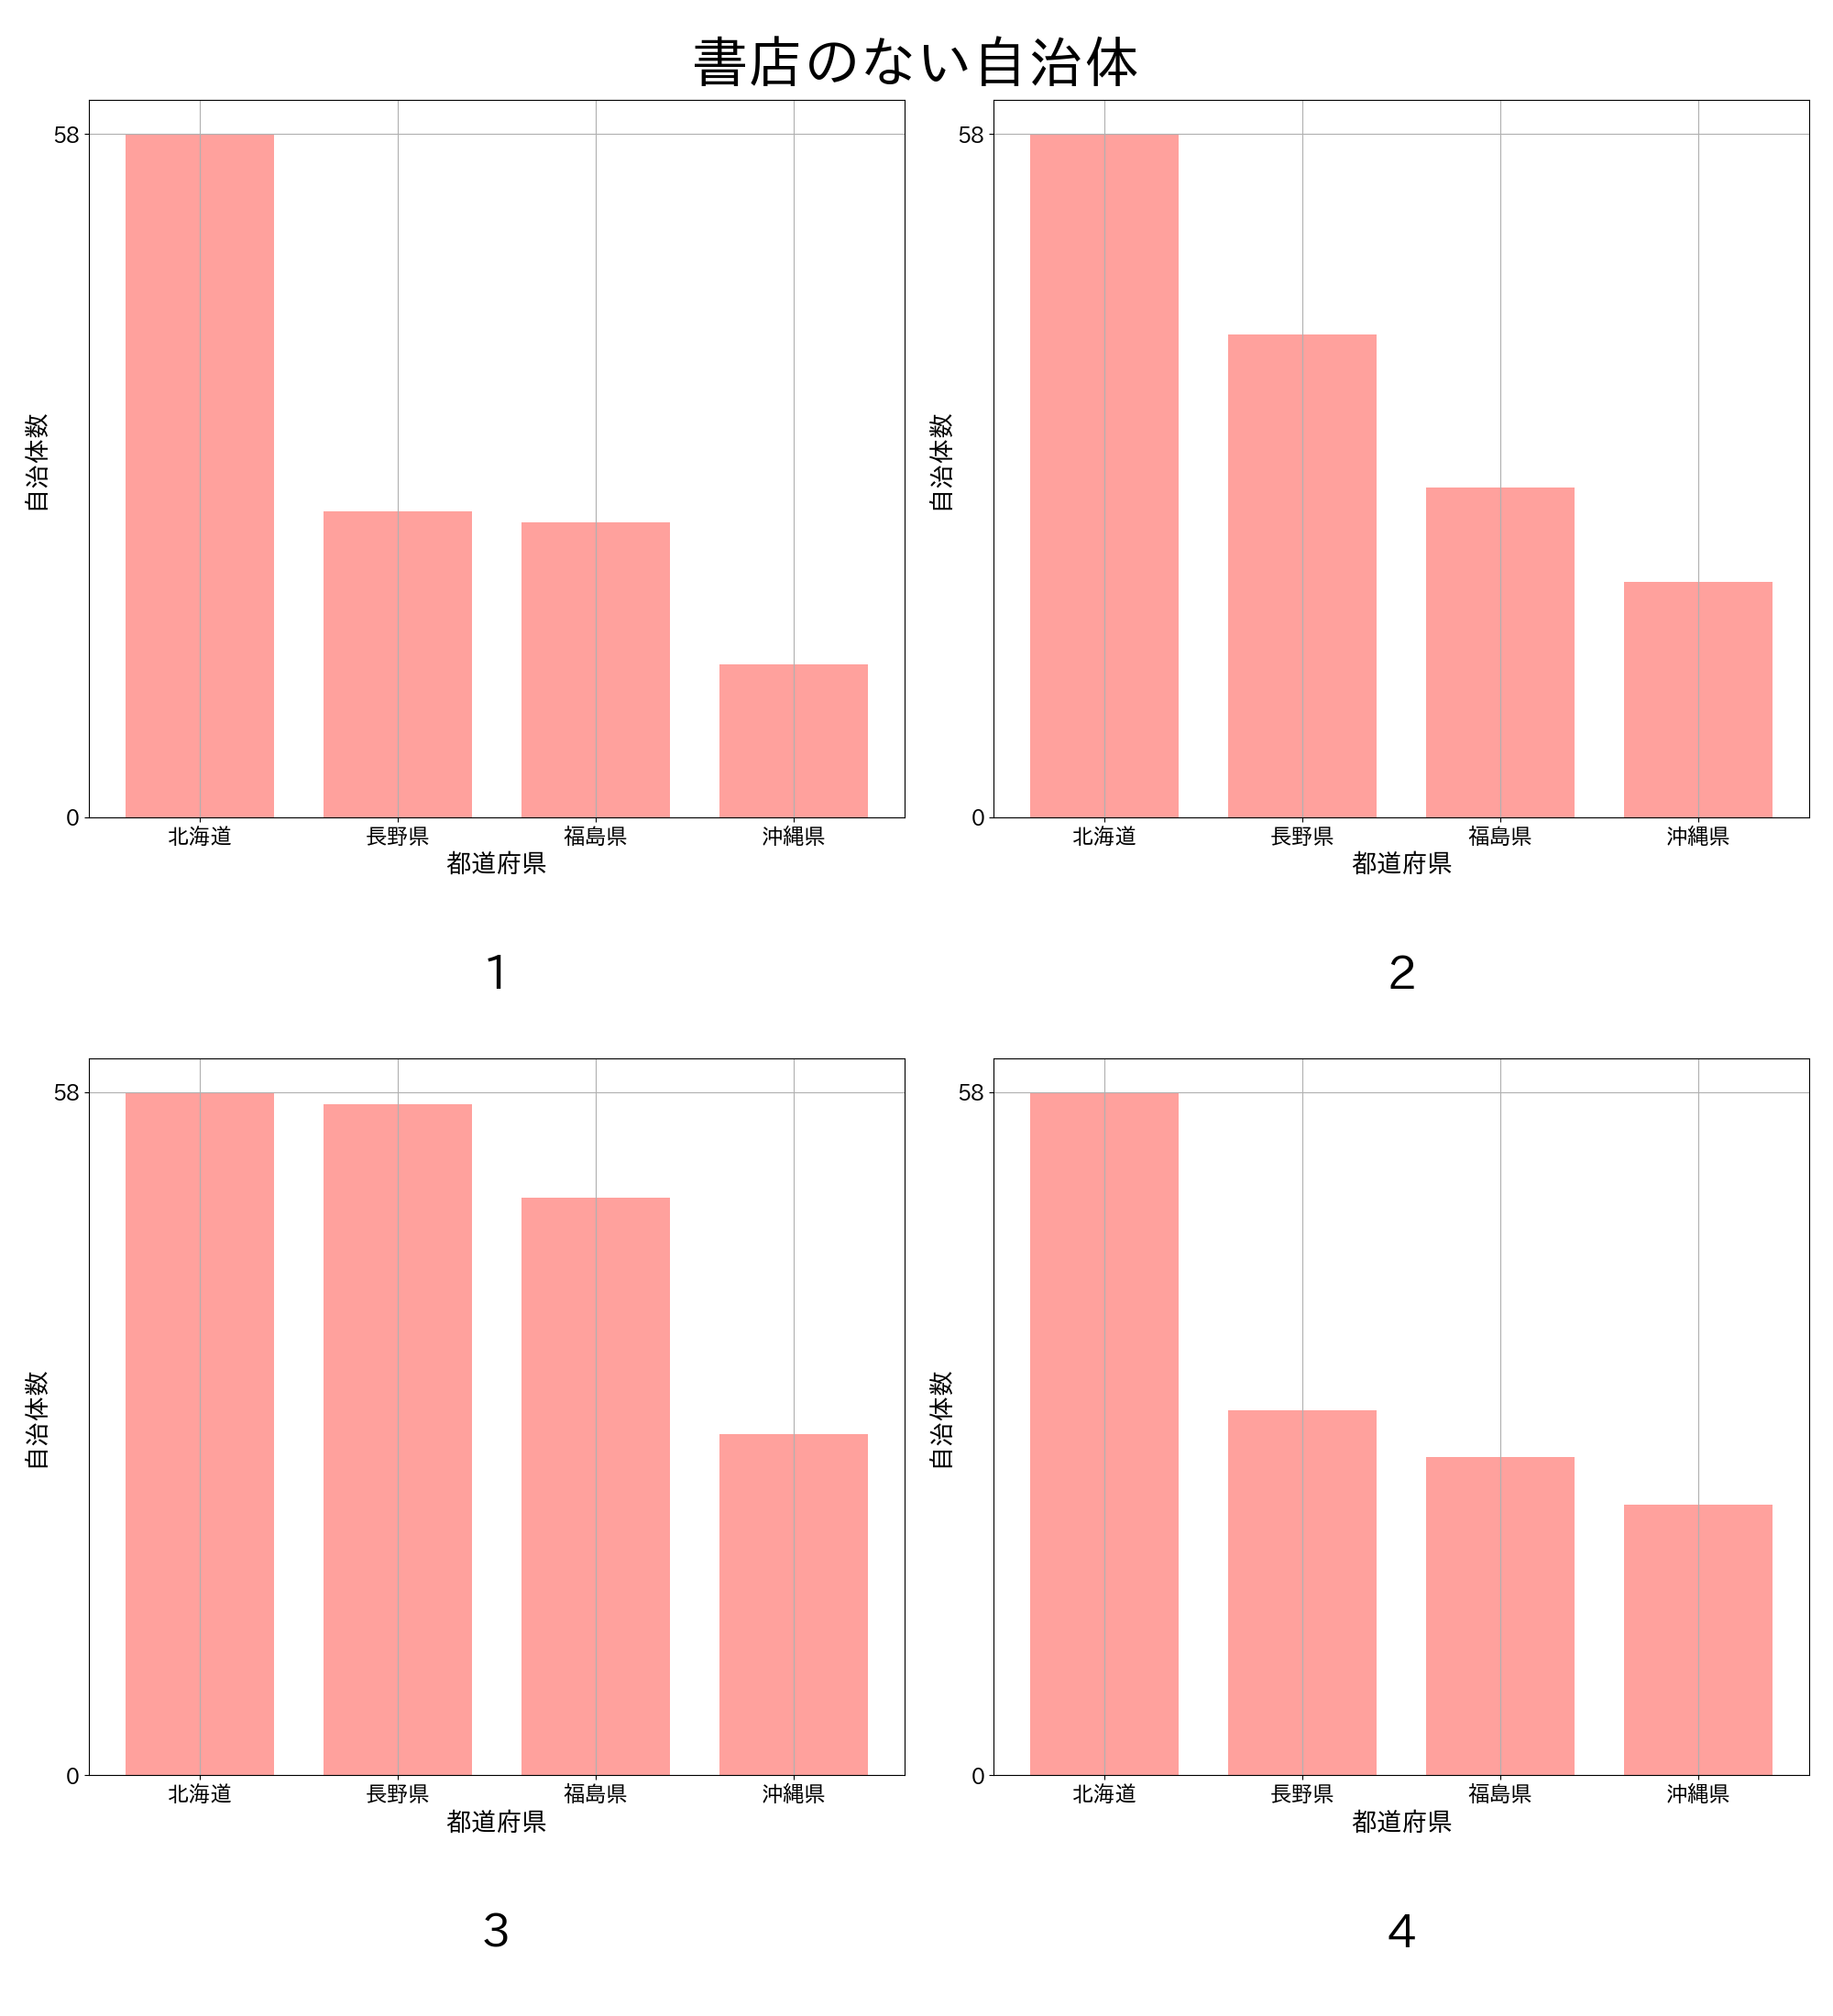 書店のない自治体
58
0
自治体数
北海道 長野県 福島県 沖縄県
都道府県
1
58
0
自治体数
北海道 長野県 福島県 沖縄県
都道府県
2
58
0
自治体数
北海道 長野県 福島県 沖縄県
都道府県
3
58
0
自治体数
北海道 長野県 福島県 沖縄県
都道府県
4